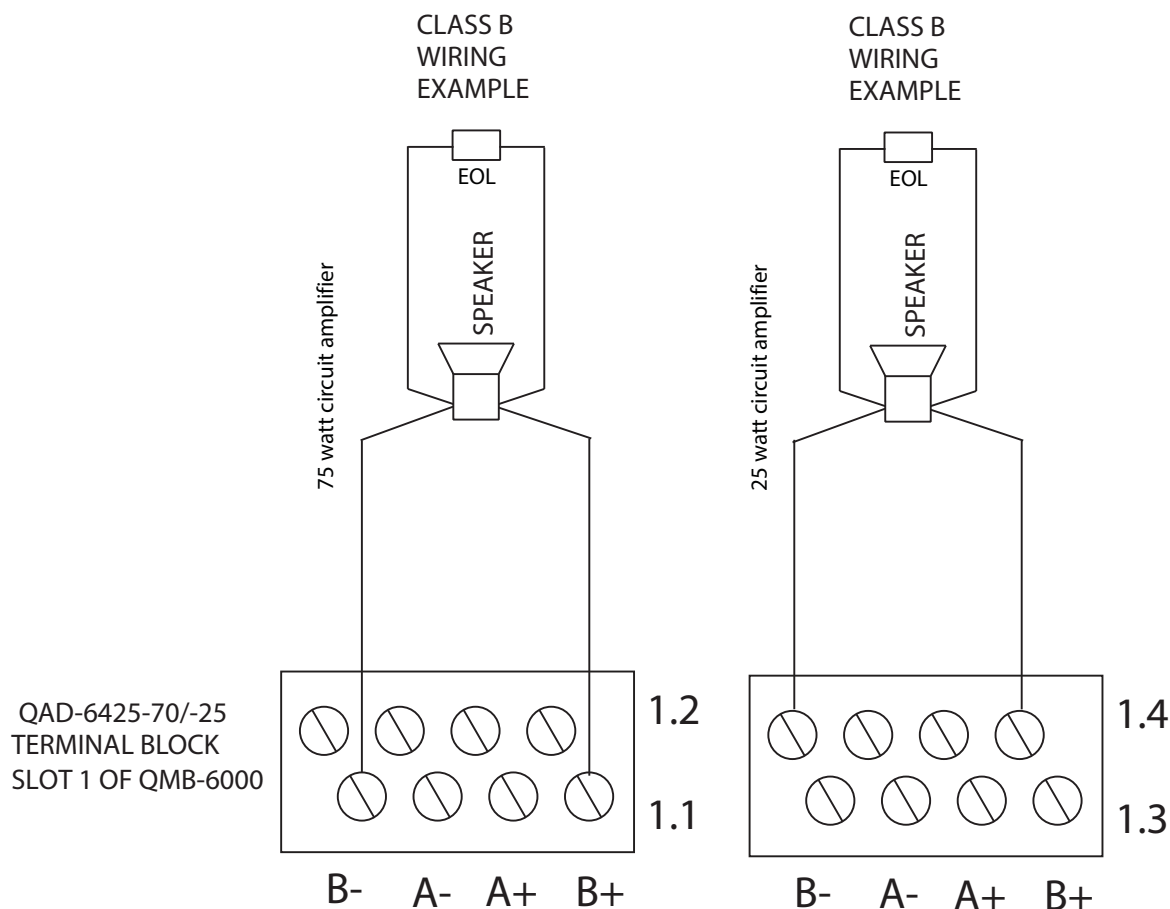 CLASS B
WIRING
EXAMPLE
EOL
SPEAKER
75 watt circuit amplifier
CLASS B
WIRING
EXAMPLE
EOL
SPEAKER
25 watt circuit amplifier
QAD-6425-70/-25
TERMINAL BLOCK
SLOT 1 OF QMB-6000
1.2
1.1
B- A- A+ B+
1.4
1.3
B- A- A+ B+